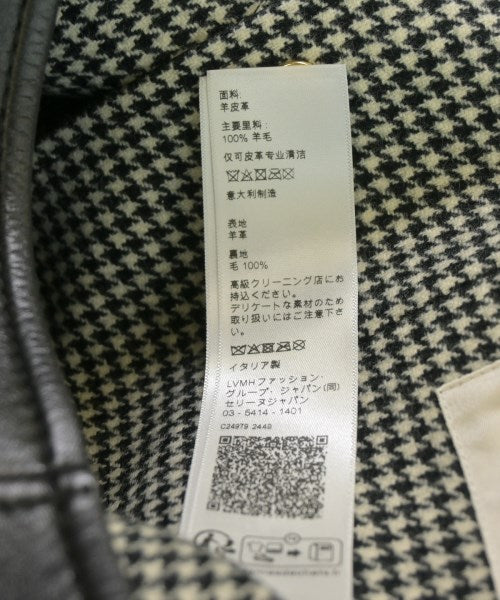 面料:
羊皮革
主要里料:
100% 羊毛
仅可皮革专业清洁
意大利制造
表地
羊革
裏地
毛 100%
高級クリーニング店にお
持込ください。
デリケートな素材のため
取り扱いにはご注意下さ
い。
イタリア製
LVMHファッション・
グループ・ジャパン(同)
セリーヌジャパン
03 - 5414 - 1401
C24979 2449